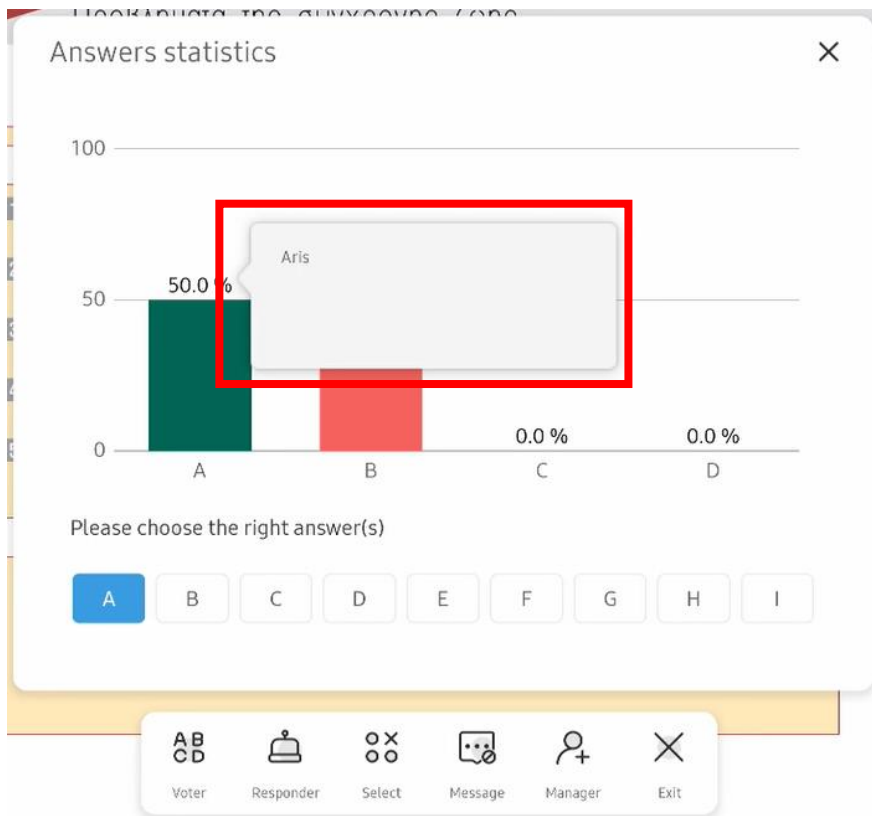 Answers statistics
100
Aris
50.0 %
50
0.0 % 0.0 %
0
A B C D
Please choose the right answer(s)
A B C D E F G H I
A B
C D
Voter Responder Select Message Manager Exit